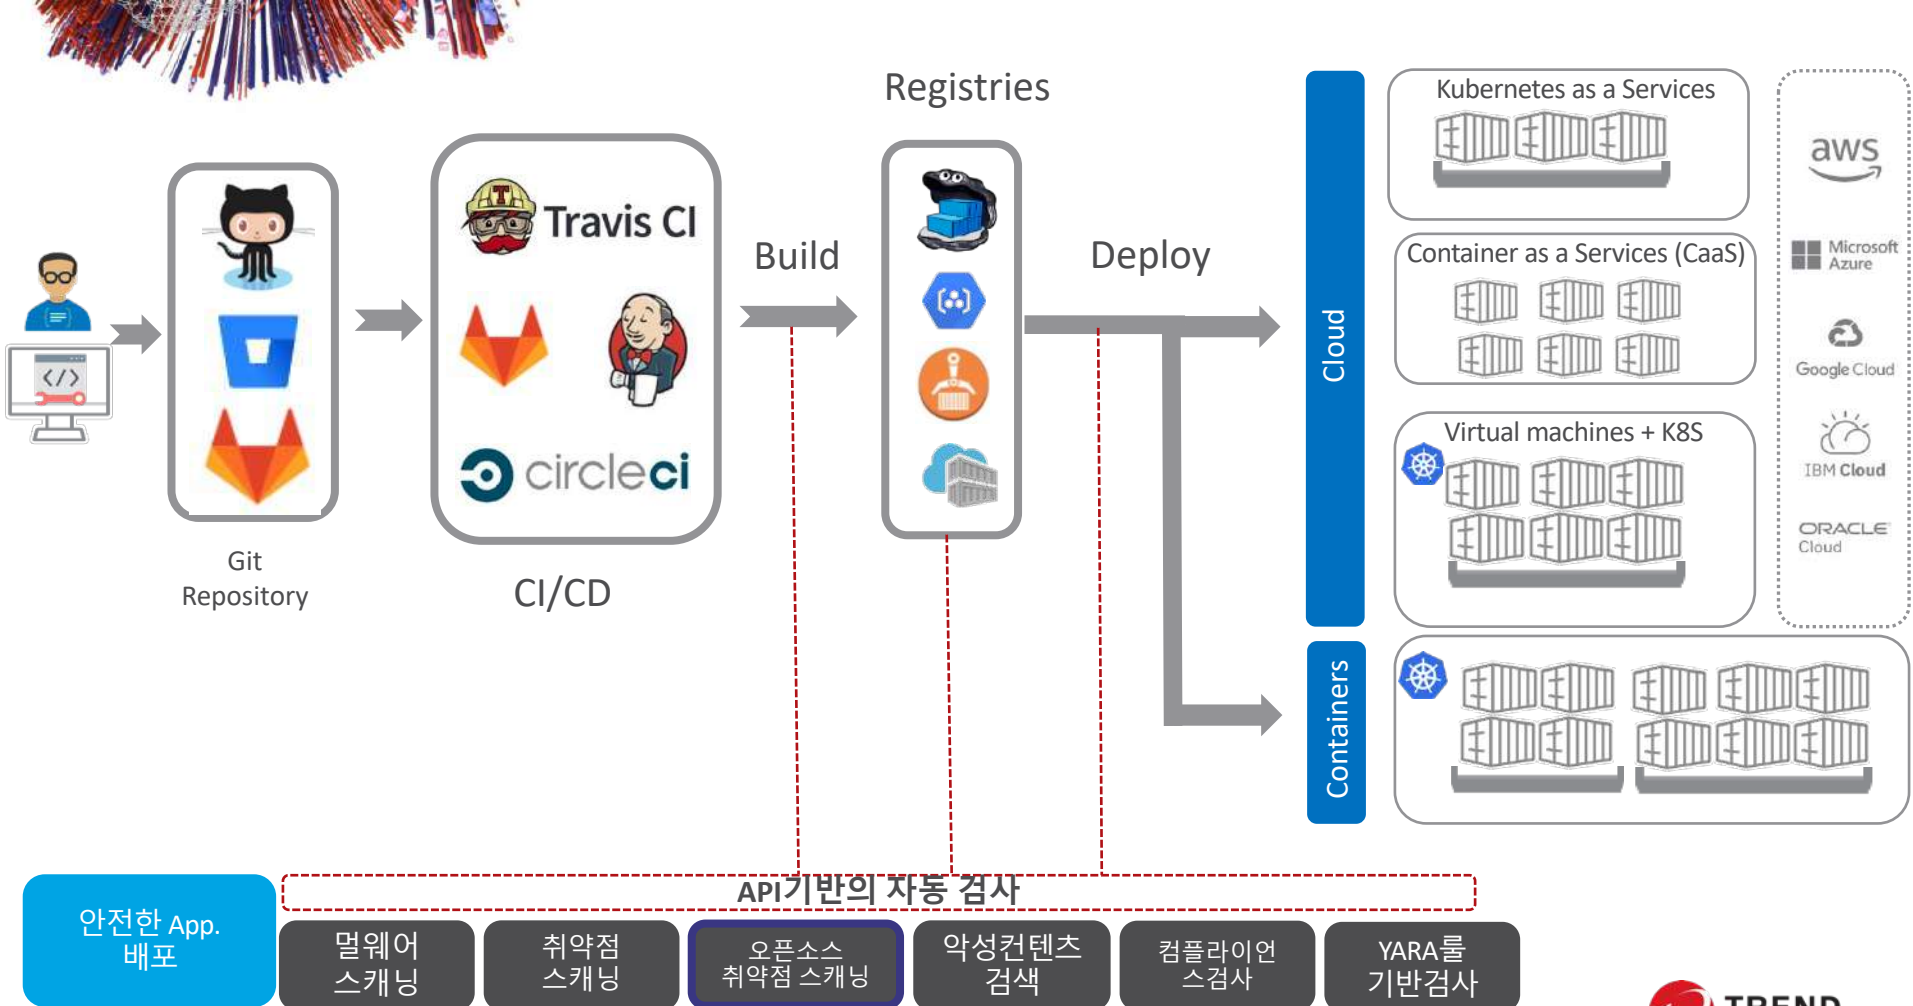 Registries
Build
Deploy
Travis CI
circleci
</>
Git
Repository
CI/CD
Cloud
Containers
Kubernetes as a Services
Container as a Services (CaaS)
Virtual machines + K8S
aws
Microsoft
Azure
Google Cloud
IBM Cloud
ORACLE
Cloud
API기반의 자동 검사
안전한 App.
배포
멀웨어
스캐닝
취약점
스캐닝
오픈소스
취약점 스캐닝
악성컨텐츠
검색
컴플라이언
스검사
YARA룰
기반검사
TREND